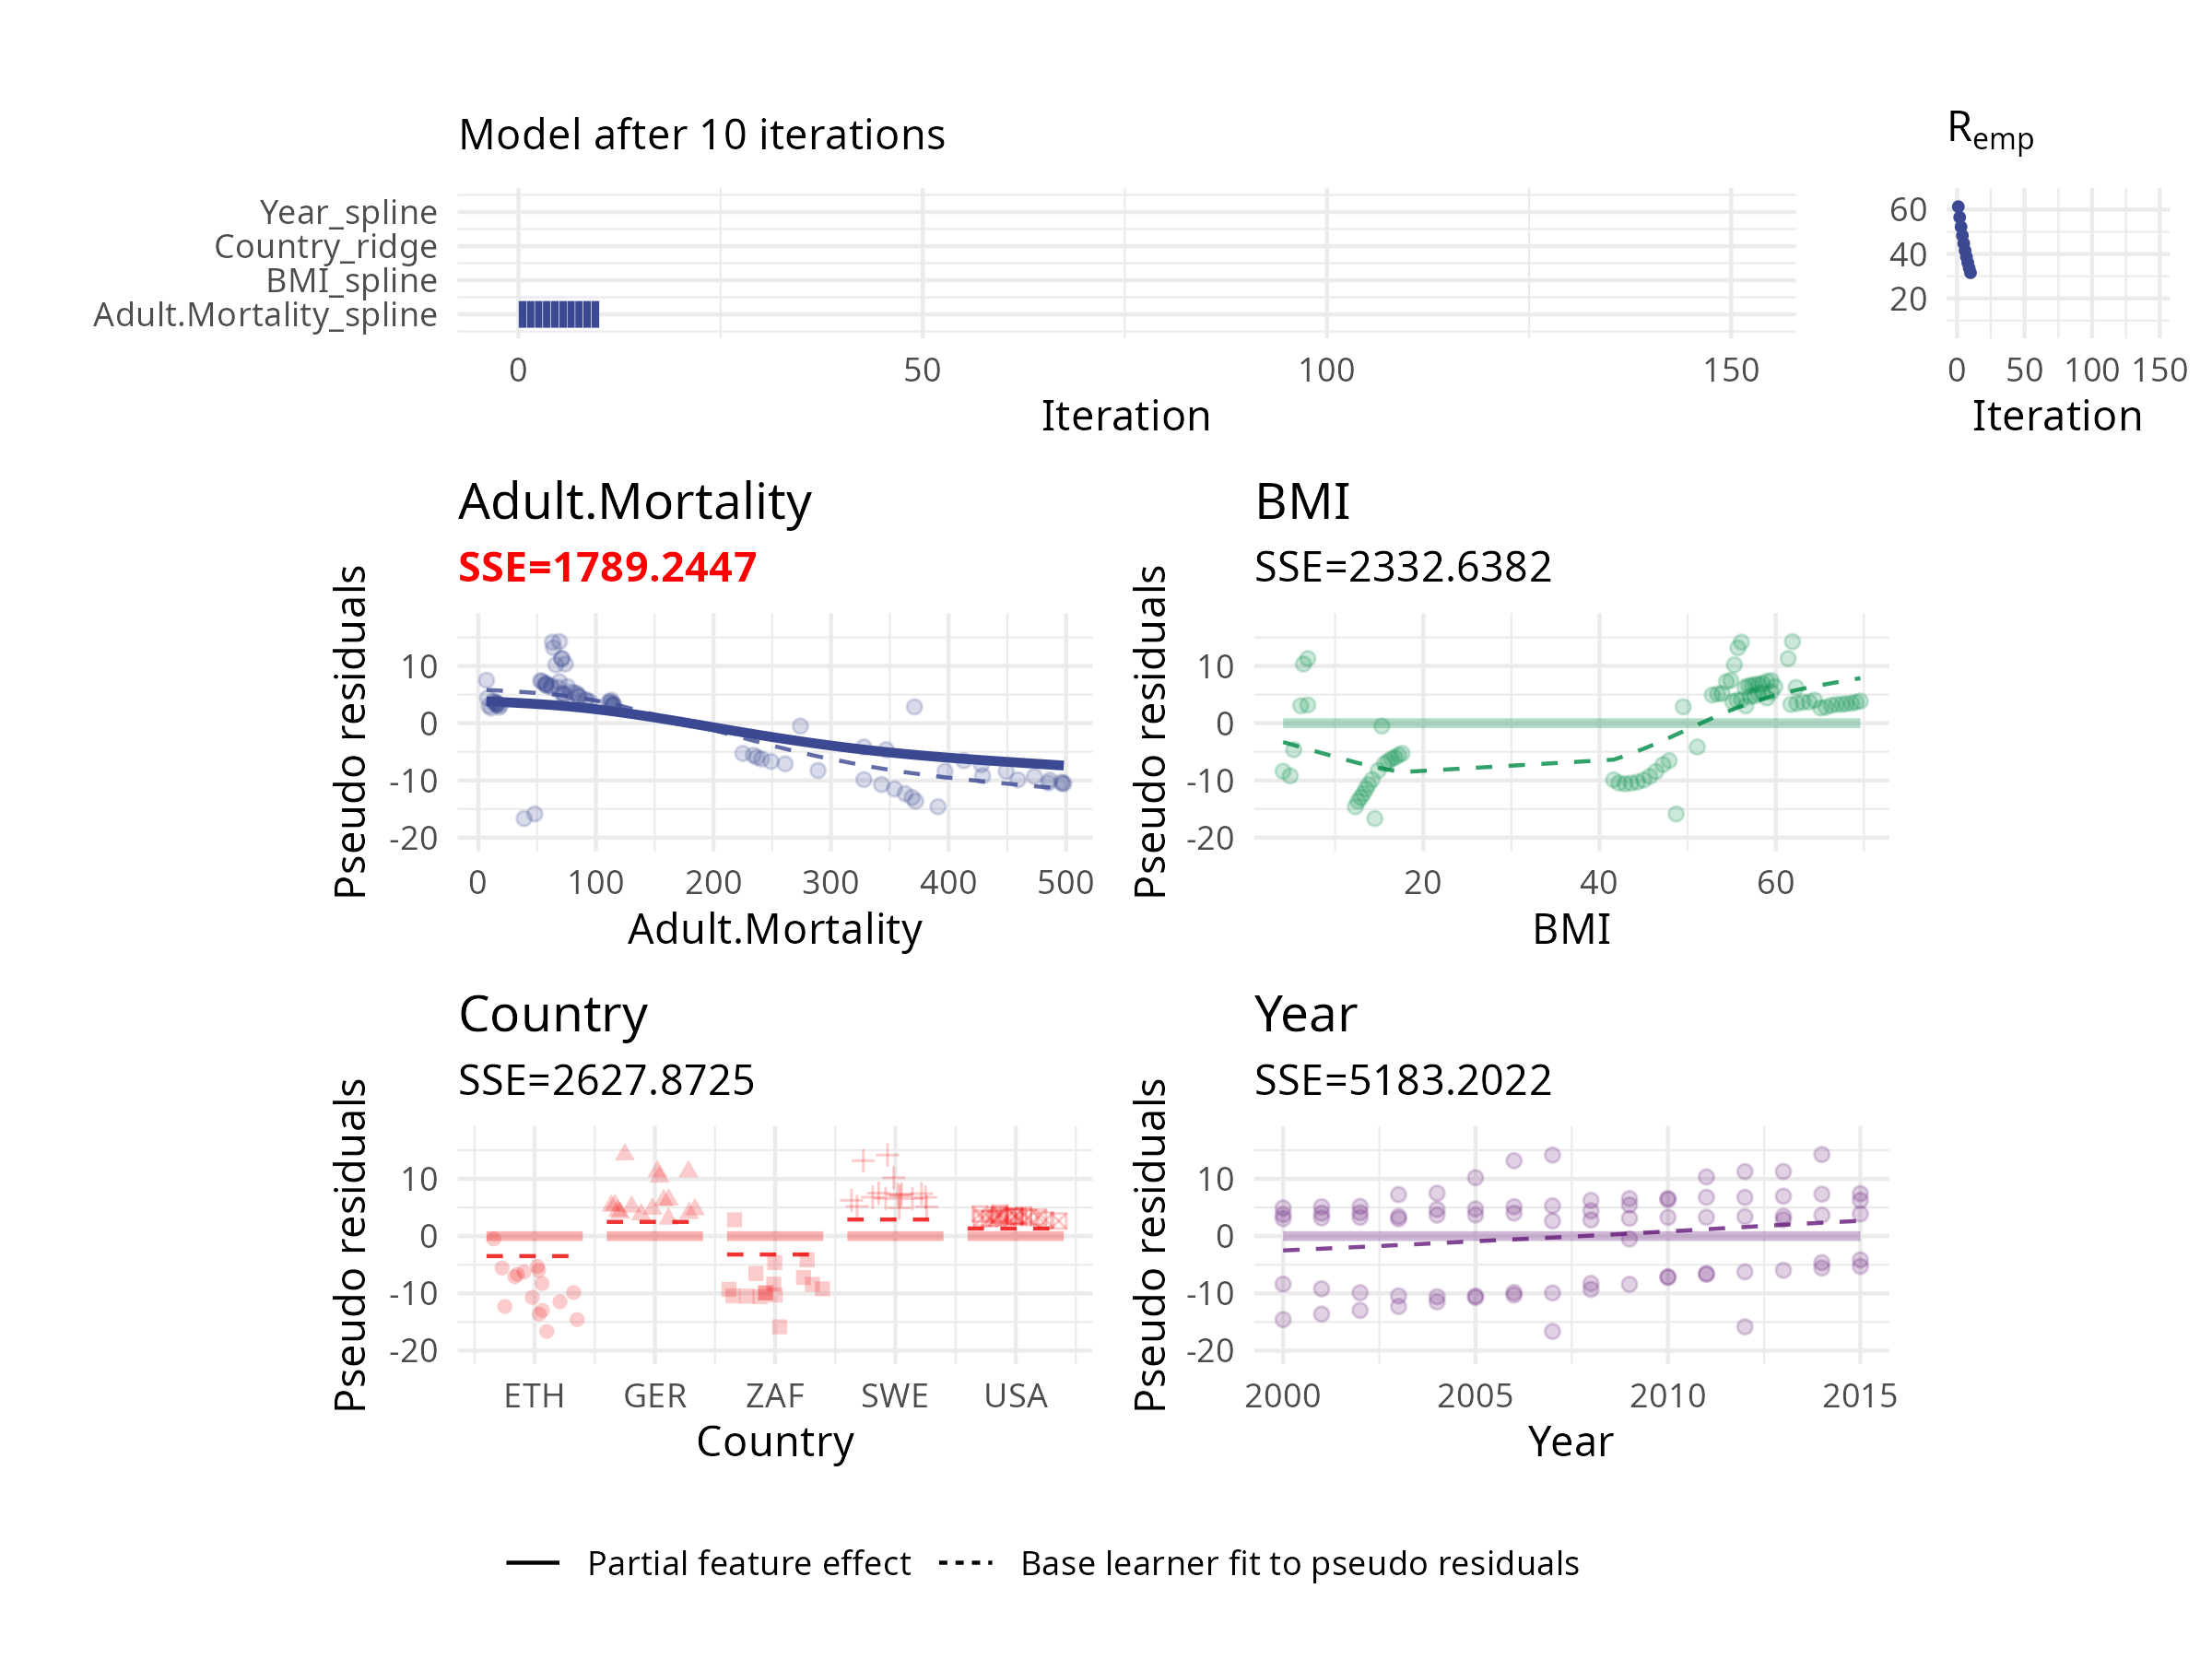 Model after 10 iterations
Year_spline
Country_ridge
BMI_spline
Adult.Mortality_spline
0 50 100 150
Iteration
Remp
60
40
20
0 50 100 150
Iteration
Adult.Mortality
SSE=1789.2447
Pseudo residuals
10
0
-10
-20
0 100 200 300 400 500
Adult.Mortality
BMI
SSE=2332.6382
Pseudo residuals
10
0
-10
-20
20 40 60
BMI
Country
SSE=2627.8725
Pseudo residuals
10
0
-10
-20
ETH GER ZAF SWE USA
Country
Year
SSE=5183.2022
Pseudo residuals
10
0
-10
-20
2000 2005 2010 2015
Year
Partial feature effect Base learner fit to pseudo residuals